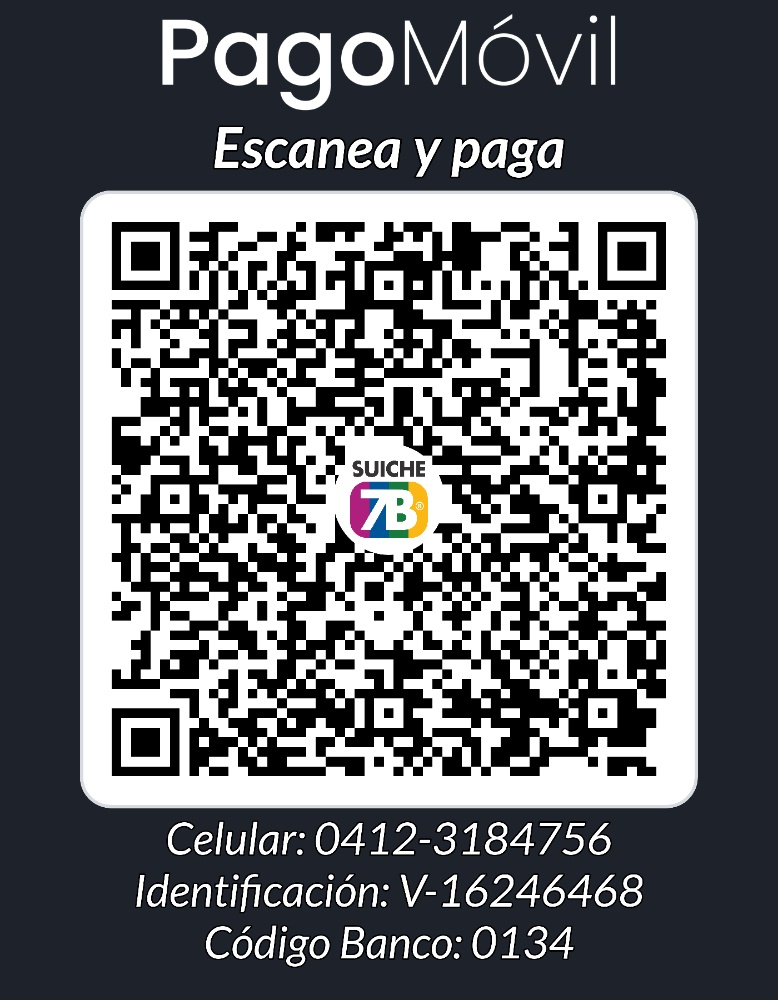 PagoMóvil
Escanea y paga
SUICHE
7B®
Celular: 0412-3184756
Identificación: V-16246468
Código Banco: 0134